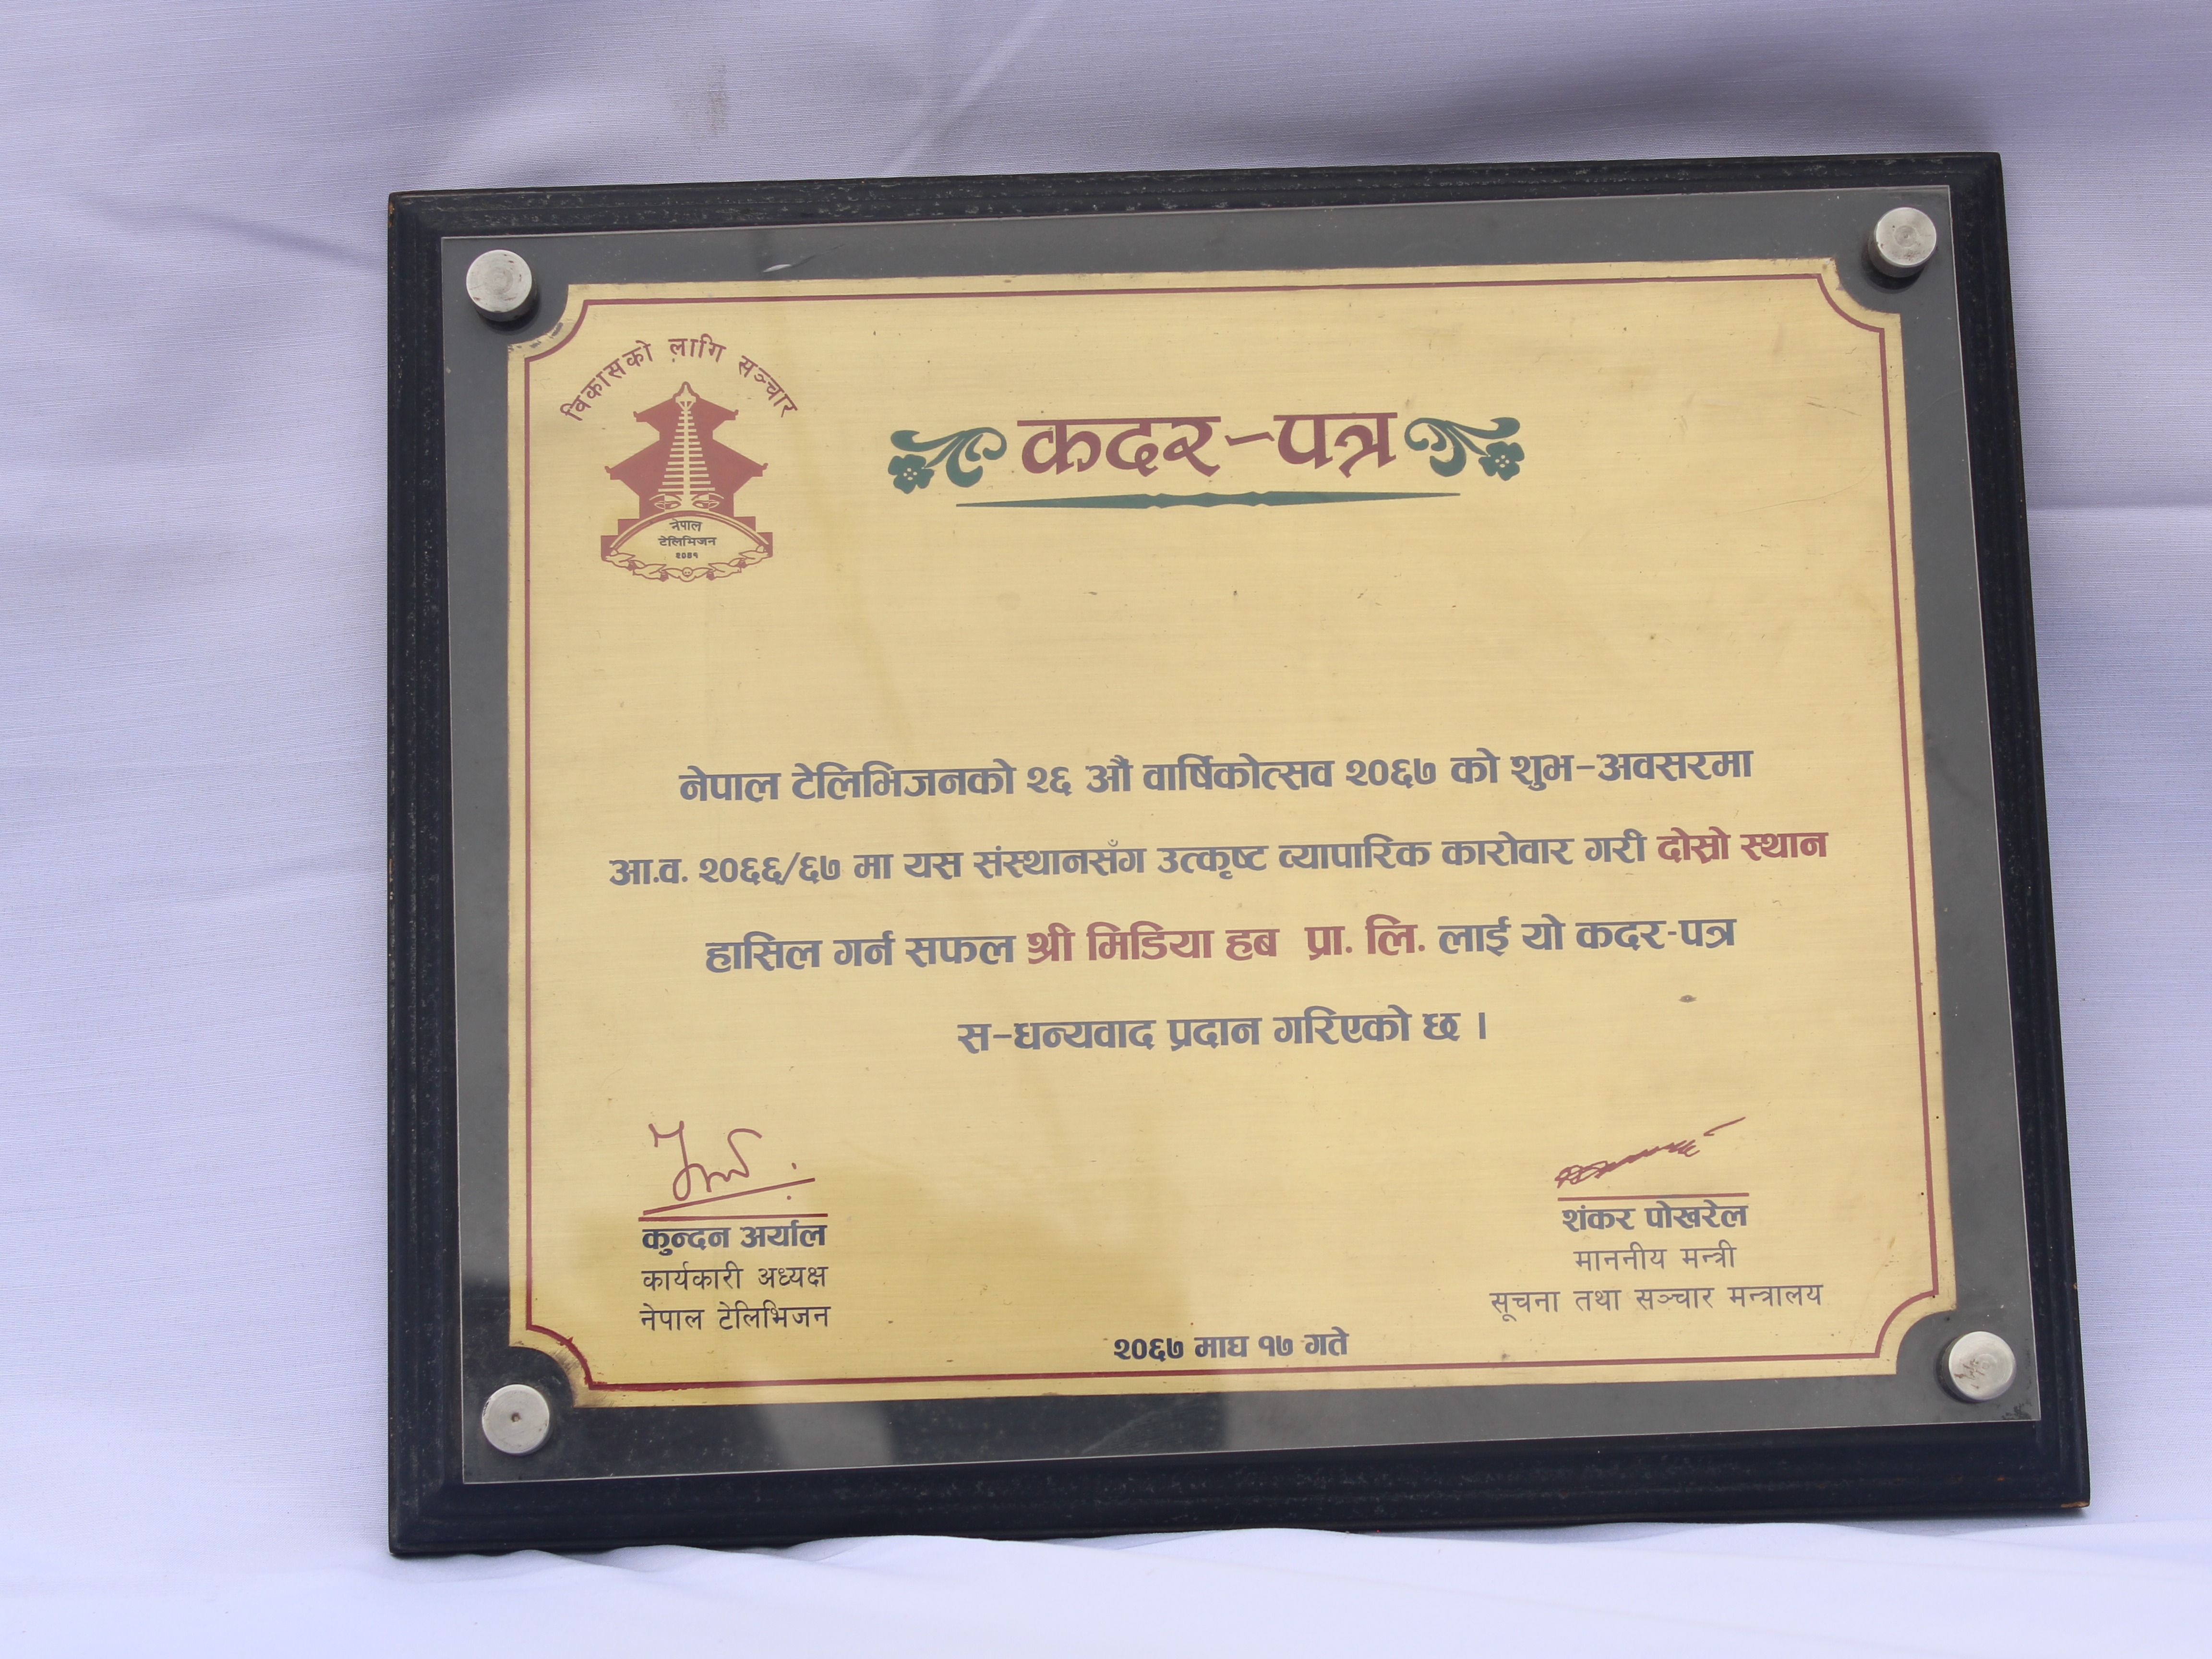 विकासको लागि सञ्चार
नेपाल
टेलिभिजन
२०४१
कदर-पत्र
नेपाल टेलिभिजनको २६ औं वार्षिकोत्सव २०६७ को शुभ-अवसरमा
आ.व. २०६६/६७ मा यस संस्थानसँग उत्कृष्ट व्यापारिक कारोवार गरी दोस्रो स्थान
हासिल गर्न सफल श्री मिडिया हब प्रा. लि. लाई यो कदर-पत्र
स-धन्यवाद प्रदान गरिएको छ ।
कुन्दन अर्याल
कार्यकारी अध्यक्ष
नेपाल टेलिभिजन
शंकर पोखरेल
माननीय मन्त्री
सूचना तथा सञ्चार मन्त्रालय
२०६७ माघ १७ गते